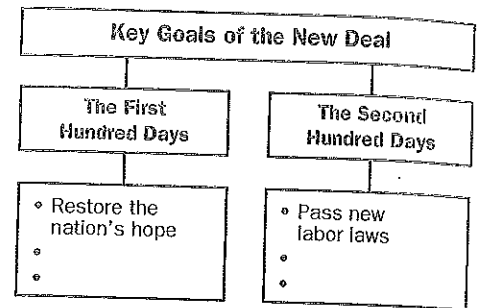 Key Goals of the New Deal
The First
Hundred Days
The Second
Hundred Days
• Restore the
nation's hope
•
•
• Pass new
labor laws
•
•